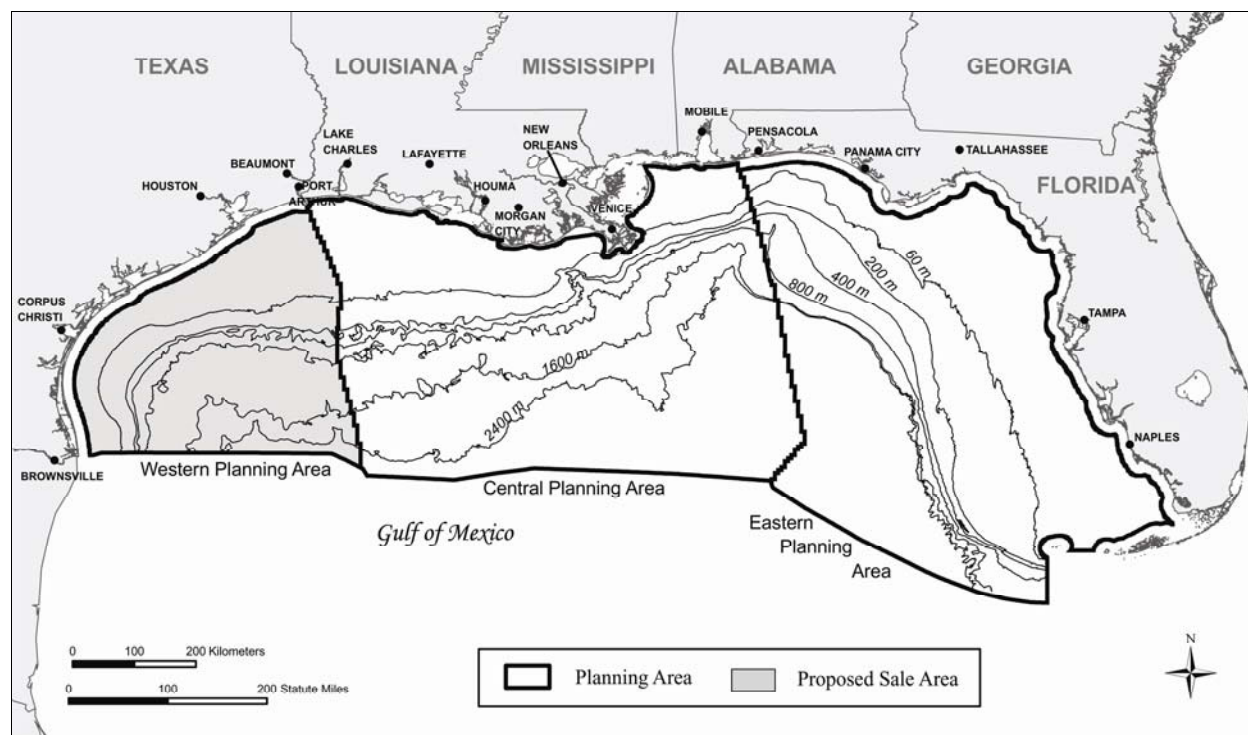 TEXAS
LOUISIANA
MISSISSIPPI
ALABAMA
GEORGIA
MOBILE
PENSACOLA
NEW
ORLEANS
LAKE
CHARLES
LAFAYETTE
PANAMA CITY
TALLAHASSEE
BEAUMONT
PORT
ARTHUR
HOUSTON
HOUMA
MORGAN
CITY
VENICE
FLORIDA
60 m
200 m
400 m
800 m
CORPUS
CHRISTI
TAMPA
1600 m
2400 m
NAPLES
BROWNSVILLE
Western Planning Area
Central Planning Area
Gulf of Mexico
Eastern
Planning
Area
0 100 200 Kilometers
0 100 200 Statute Miles
Planning Area
Proposed Sale Area
N